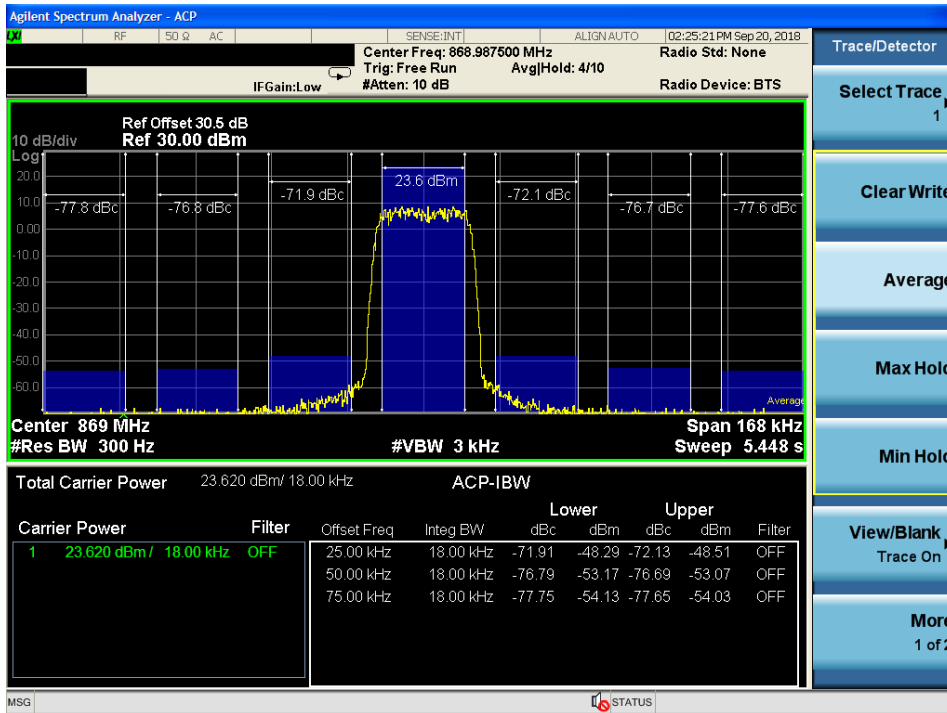 Agilent Spectrum Analyzer - ACP
LXI RF 50 Ω AC SENSE:INT ALIGN AUTO 02:25:21 PM Sep 20, 2018
Center Freq: 868.987500 MHz Radio Std: None
Trig: Free Run Avg|Hold: 4/10
IFGain:Low #Atten: 10 dB Radio Device: BTS
Trace/Detector
Select Trace
1
Clear Write
Average
Max Hold
Min Hold
View/Blank
Trace On
More
1 of 2
Ref Offset 30.5 dB
10 dB/div Ref 30.00 dBm
Log
20.0
10.0
0.00
-10.0
-20.0
-30.0
-40.0
-50.0
-60.0
-77.8 dBc -76.8 dBc -71.9 dBc 23.6 dBm -72.1 dBc -76.7 dBc -77.6 dBc
Average
Center 869 MHz Span 168 kHz
#Res BW 300 Hz #VBW 3 kHz Sweep 5.448 s
Total Carrier Power 23.620 dBm/ 18.00 kHz ACP-IBW
Lower Upper
Carrier Power Filter Offset Freq Integ BW dBc dBm dBc dBm Filter
1 23.620 dBm / 18.00 kHz OFF 25.00 kHz 18.00 kHz -71.91 -48.29 -72.13 -48.51 OFF
50.00 kHz 18.00 kHz -76.79 -53.17 -76.69 -53.07 OFF
75.00 kHz 18.00 kHz -77.75 -54.13 -77.65 -54.03 OFF
MSG STATUS